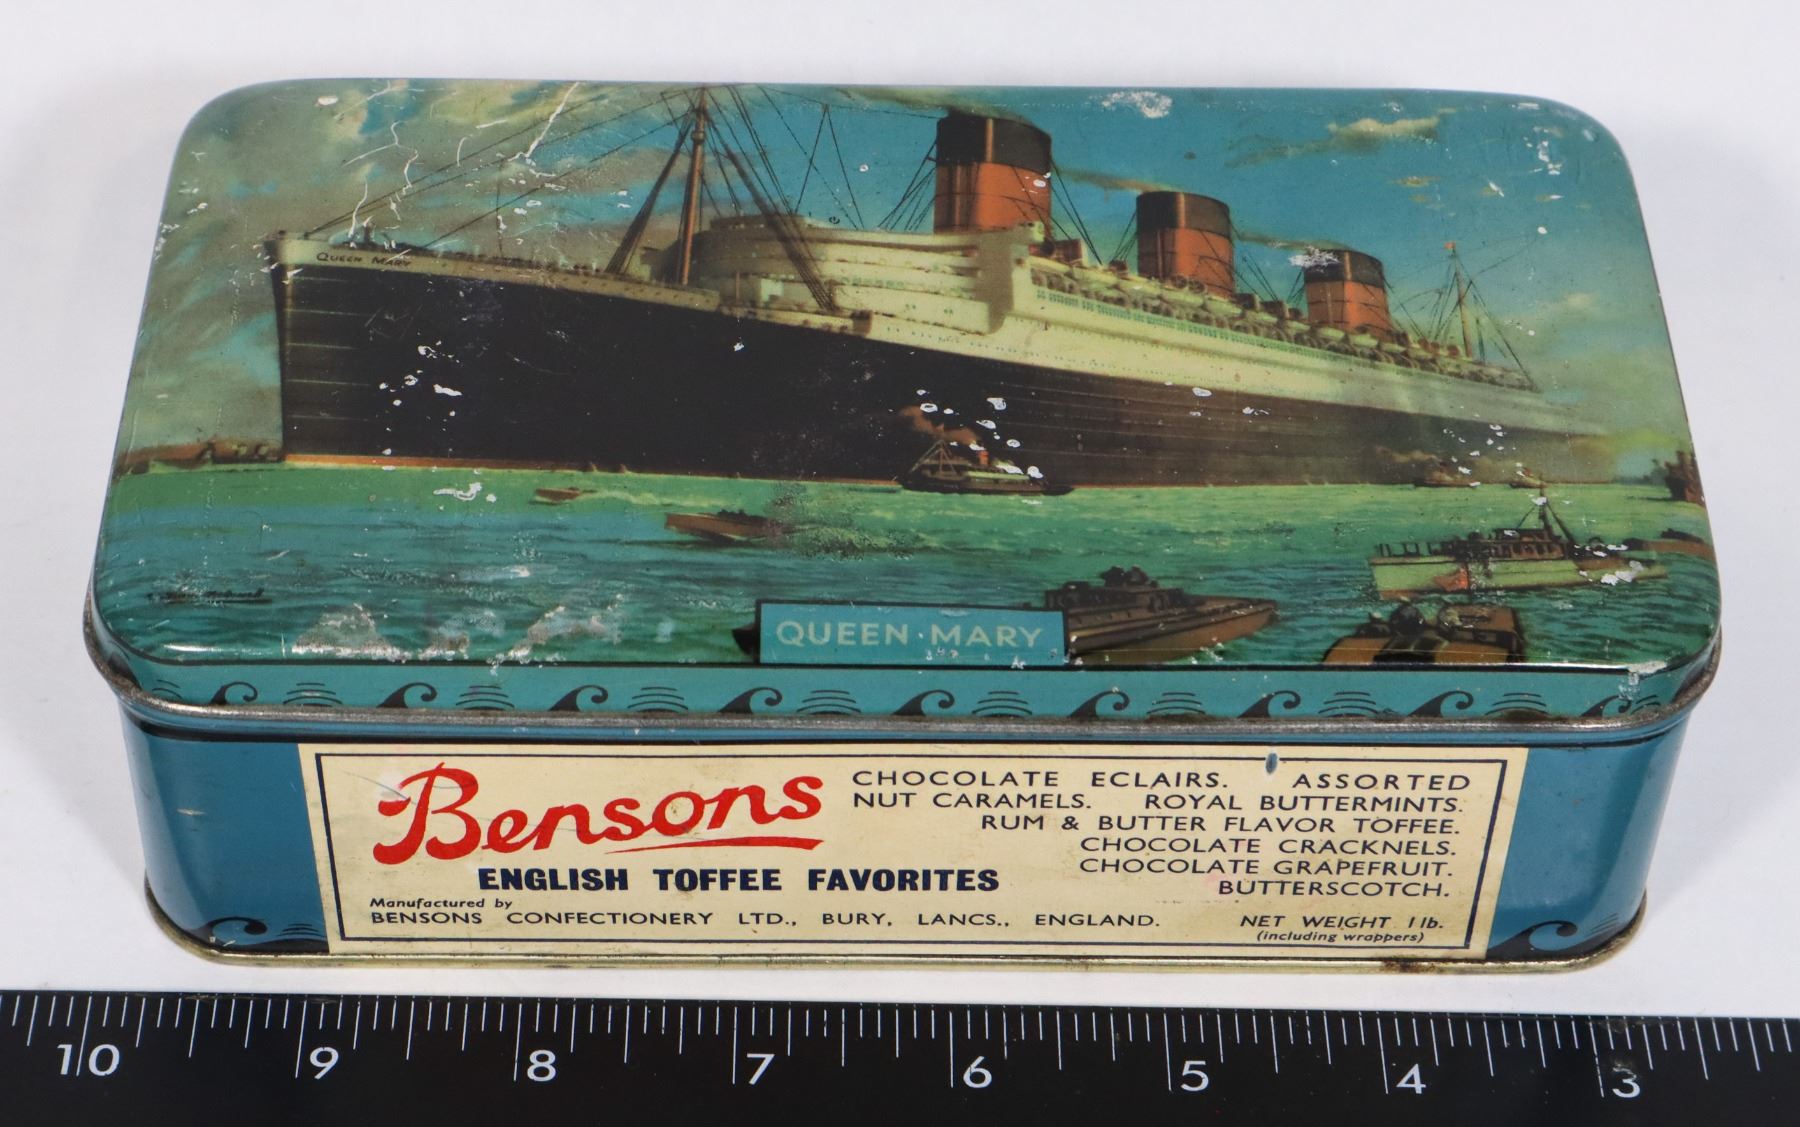 QUEEN MARY
QUEEN·MARY
Bensons
ENGLISH TOFFEE FAVORITES
Manufactured by
BENSONS CONFECTIONERY LTD., BURY, LANCS., ENGLAND.
CHOCOLATE ECLAIRS. ASSORTED
NUT CARAMELS. ROYAL BUTTERMINTS.
RUM & BUTTER FLAVOR TOFFEE.
CHOCOLATE CRACKNELS.
CHOCOLATE GRAPEFRUIT.
BUTTERSCOTCH.
NET WEIGHT 1 lb.
(including wrappers)
10 9 8 7 6 5 4 3